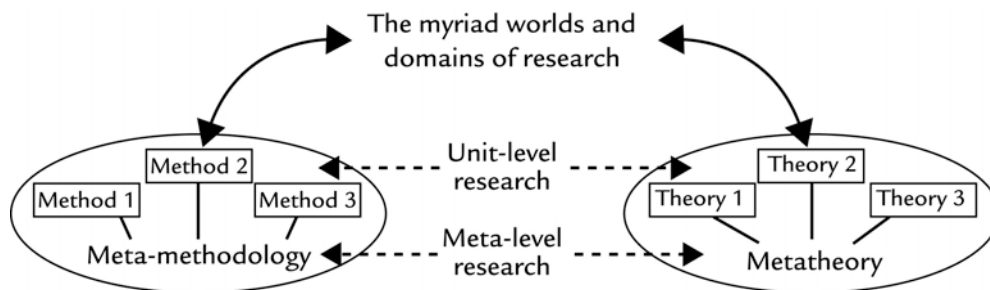 The myriad worlds and
domains of research
Method 2
Unit-level
research
Theory 2
Method 1
Method 3
Theory 1
Theory 3
Meta-methodology
Meta-level
research
Metatheory